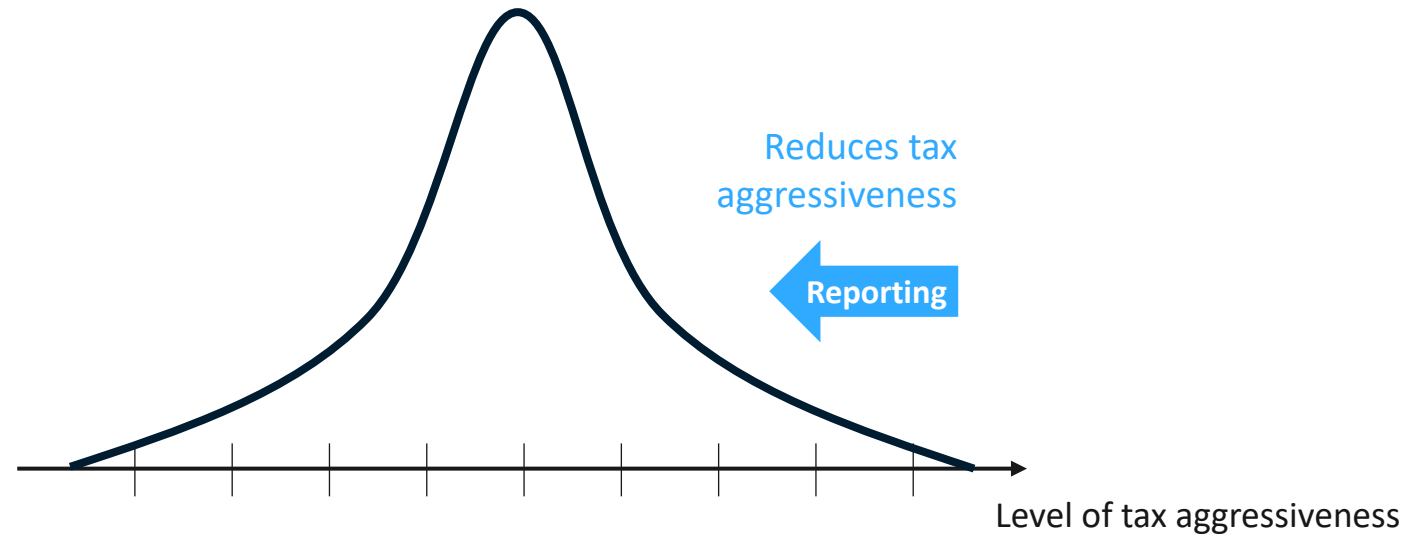 Reduces tax
aggressiveness
Reporting
Level of tax aggressiveness